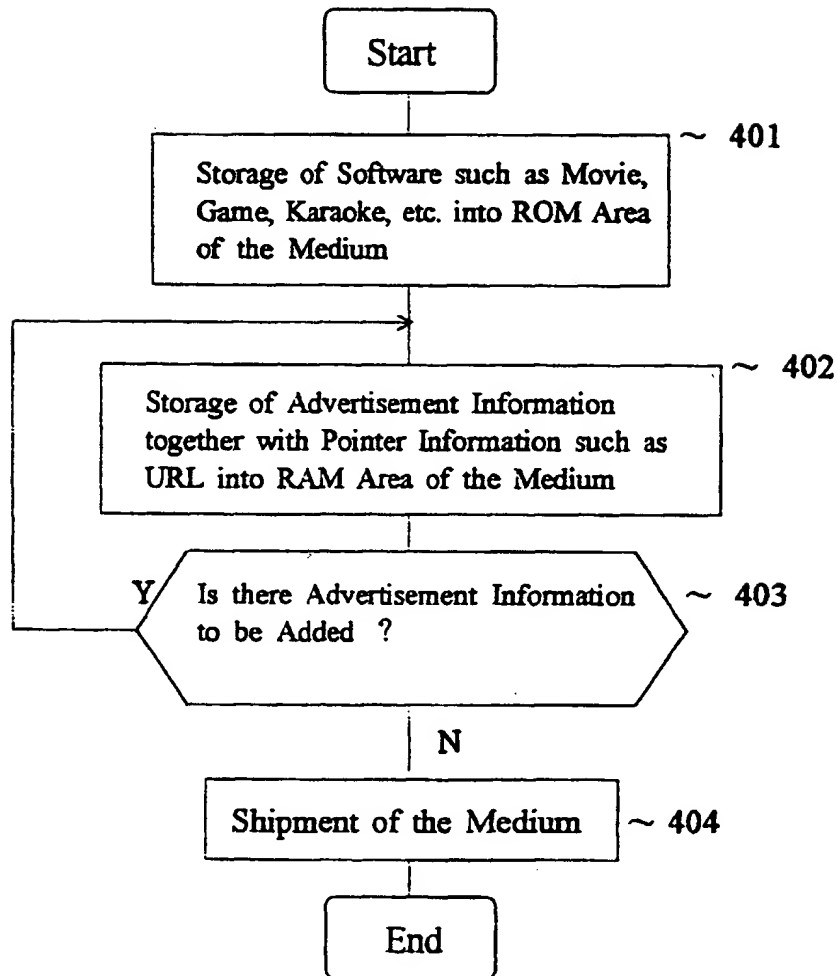 Start
~ 401
Storage of Software such as Movie,
Game, Karaoke, etc. into ROM Area
of the Medium
~ 402
Storage of Advertisement Information
together with Pointer Information such as
URL into RAM Area of the Medium
Y
Is there Advertisement Information
to be Added ?
~ 403
N
Shipment of the Medium
~ 404
End